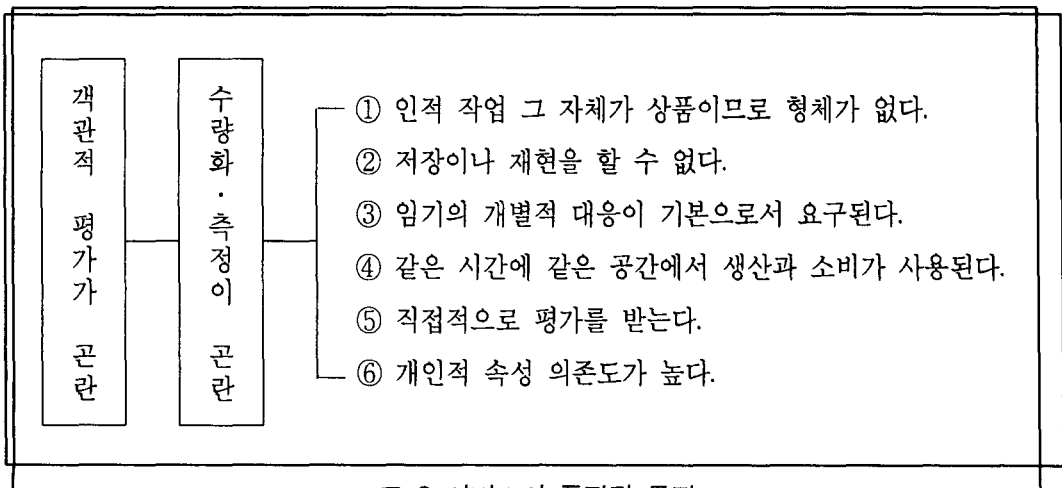 객관적 평가가 곤란
수량화·측정이 곤란
① 인적 작업 그 자체가 상품이므로 형체가 없다.
② 저장이나 재현을 할 수 없다.
③ 임기의 개별적 대응이 기본으로서 요구된다.
④ 같은 시간에 같은 공간에서 생산과 소비가 사용된다.
⑤ 직접적으로 평가를 받는다.
⑥ 개인적 속성 의존도가 높다.